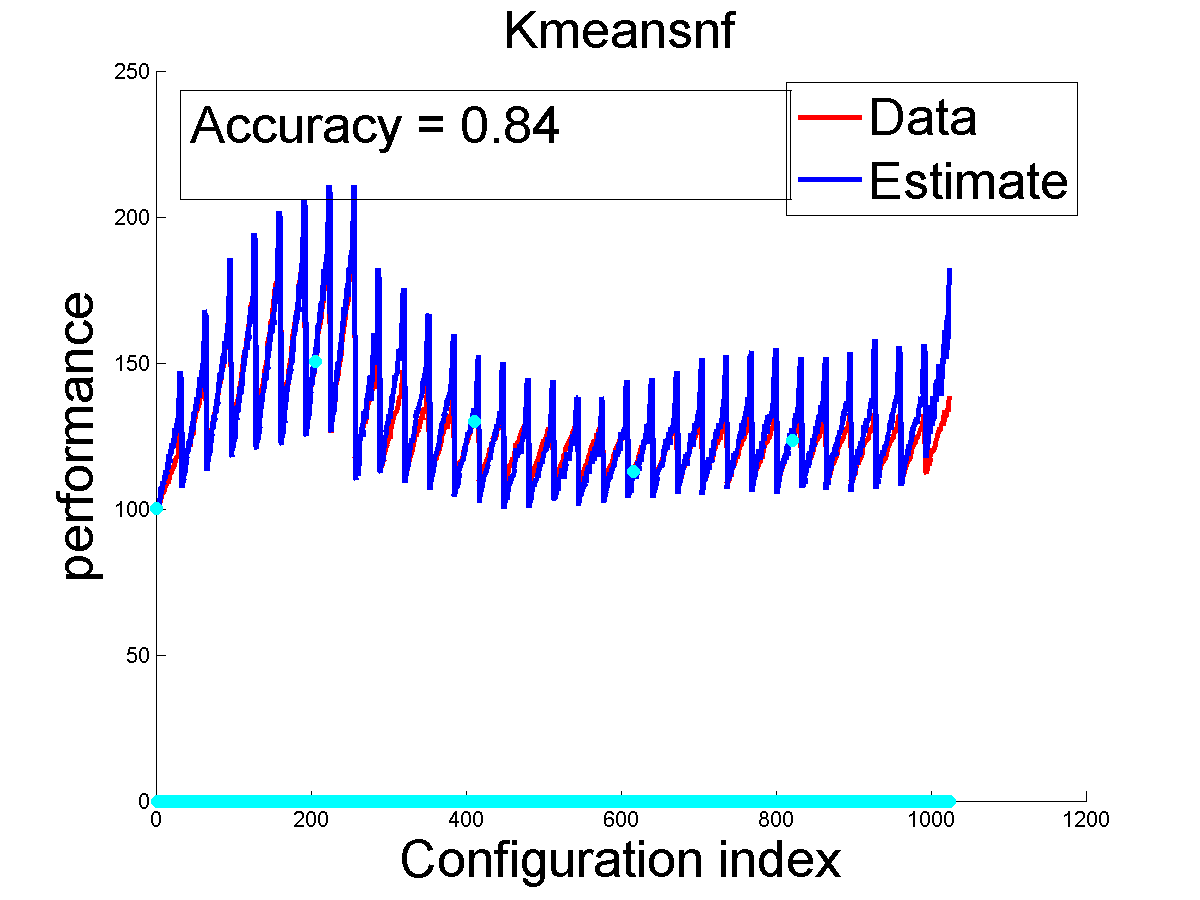 Kmeansnf
250
200
150
100
50
0
Accuracy = 0.84
Data
Estimate
performance
0 200 400 600 800 1000 1200
Configuration index